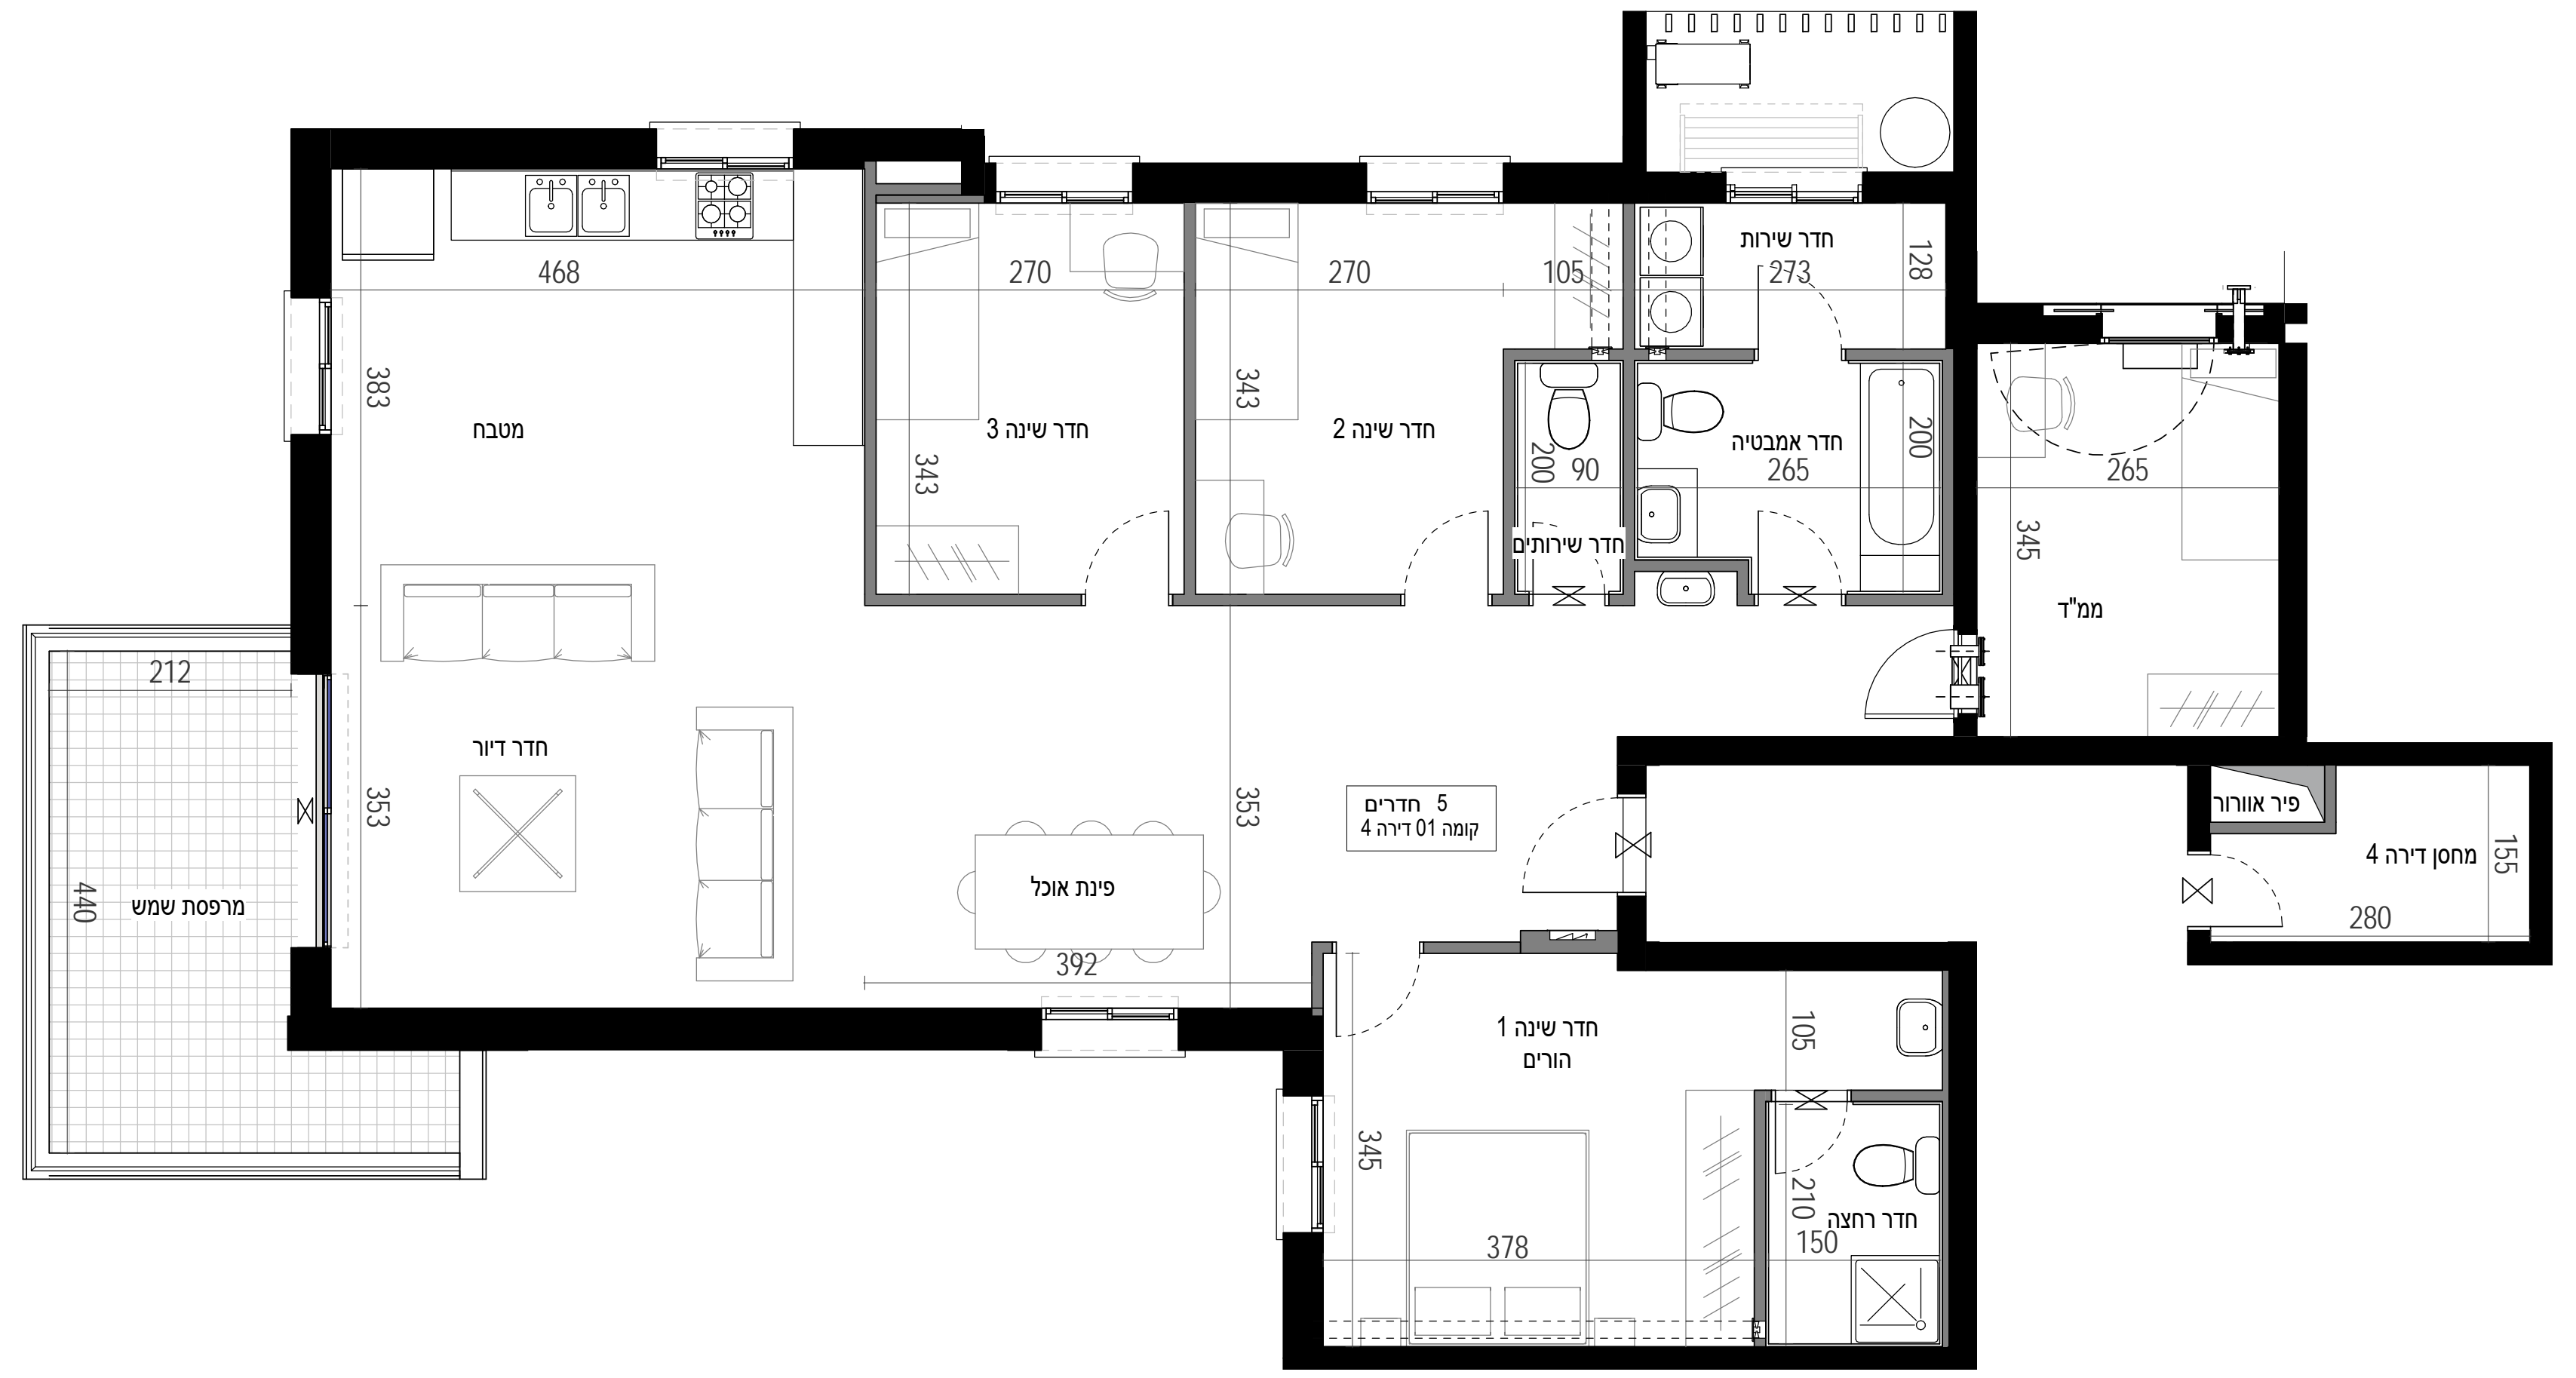 חדר שירות
128
468
270
270
105
273
383
343
343
מטבח
חדר שינה 3
חדר שינה 2
200
90
חדר אמבטיה
265
200
265
345
חדר שירותים
ממ"ד
212
חדר דיור
353
353
440
מרפסת שמש
פינת אוכל
392
5 חדרים
קומה 01 דירה 4
פיר אוורור
מחסן דירה 4
155
280
חדר שינה 1
הורים
105
345
378
210
חדר רחצה
150